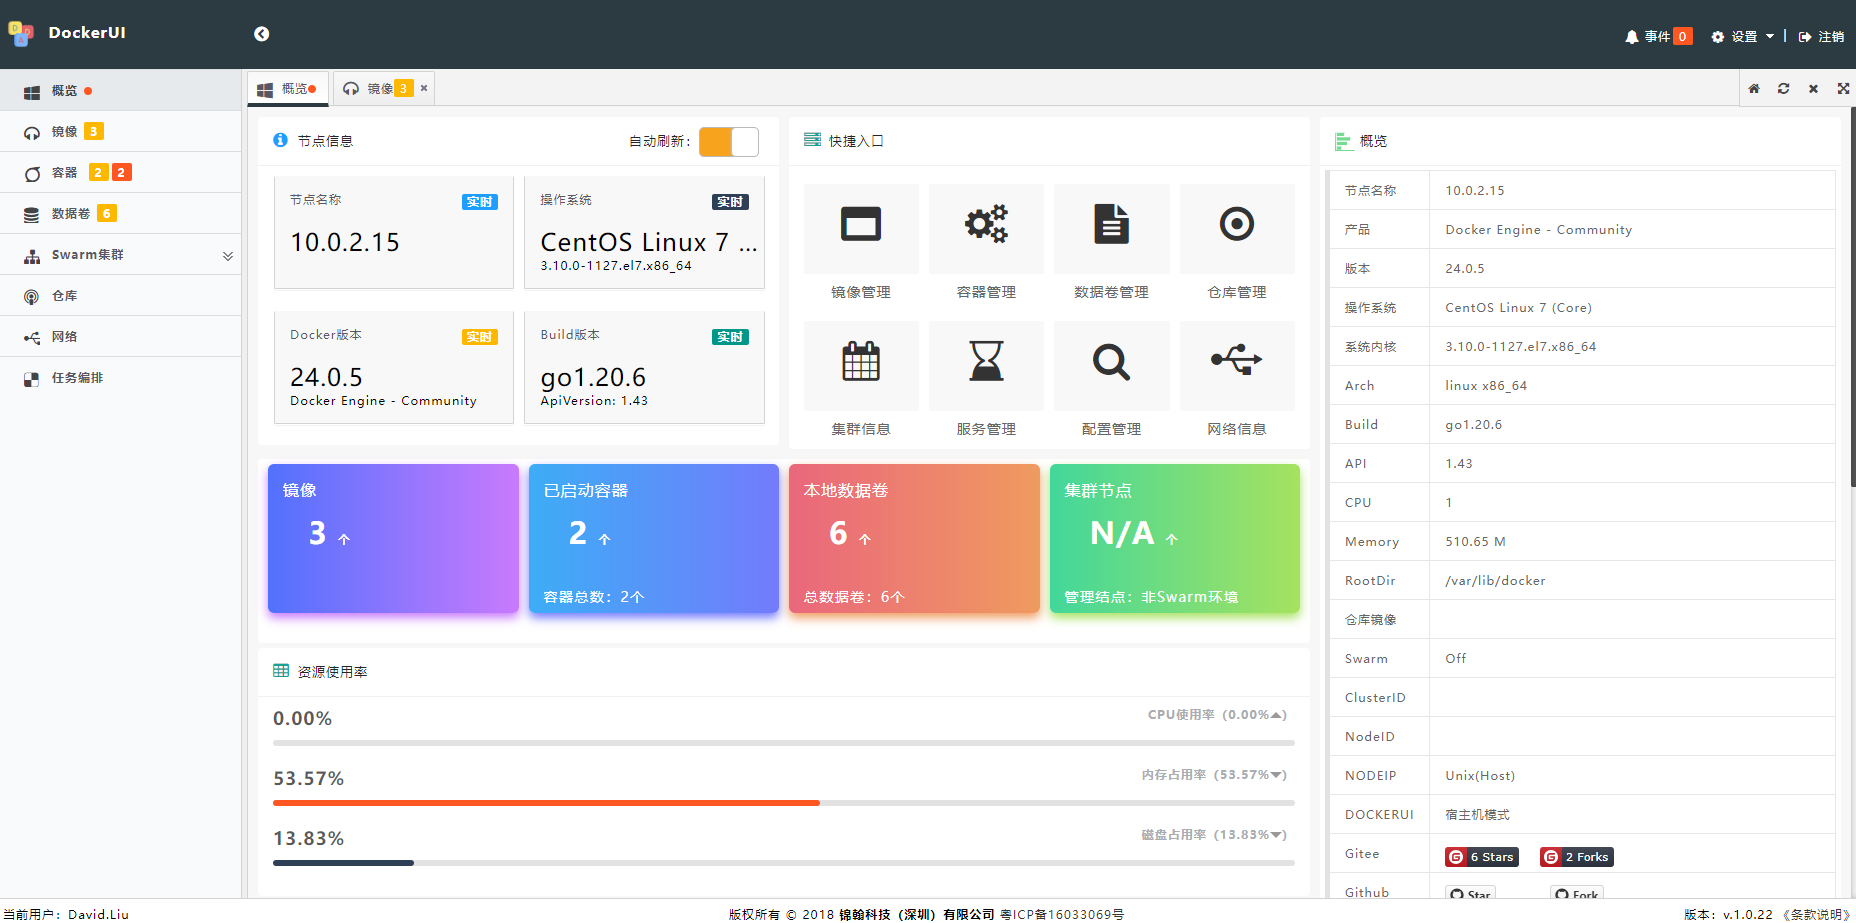 DockerUI
事件 0 设置 | 注销
概览
镜像 3
容器 2 2
数据卷 6
Swarm集群
仓库
网络
任务编排
概览
镜像 3 ×
节点信息
自动刷新：
节点名称 实时
10.0.2.15
操作系统 实时
CentOS Linux 7 ...
3.10.0-1127.el7.x86_64
Docker版本 实时
24.0.5
Docker Engine - Community
Build版本 实时
go1.20.6
ApiVersion: 1.43
快捷入口
镜像管理
容器管理
数据卷管理
仓库管理
集群信息
服务管理
配置管理
网络信息
镜像
3 个
已启动容器
2 个
容器总数：2个
本地数据卷
6 个
总数据卷：6个
集群节点
N/A 个
管理结点：非Swarm环境
资源使用率
0.00%
CPU使用率（0.00%▲）
53.57%
内存占用率（53.57%▼）
13.83%
磁盘占用率（13.83%▼）
概览
节点名称 10.0.2.15
产品 Docker Engine - Community
版本 24.0.5
操作系统 CentOS Linux 7 (Core)
系统内核 3.10.0-1127.el7.x86_64
Arch linux x86_64
Build go1.20.6
API 1.43
CPU 1
Memory 510.65 M
RootDir /var/lib/docker
仓库镜像
Swarm Off
ClusterID
NodeID
NODEIP Unix(Host)
DOCKERUI 宿主机模式
Gitee 6 Stars 2 Forks
Github Star Fork
当前用户：David.Liu
版权所有 © 2018 锦翰科技（深圳）有限公司 粤ICP备16033069号
版本：v.1.0.22 《条款说明》